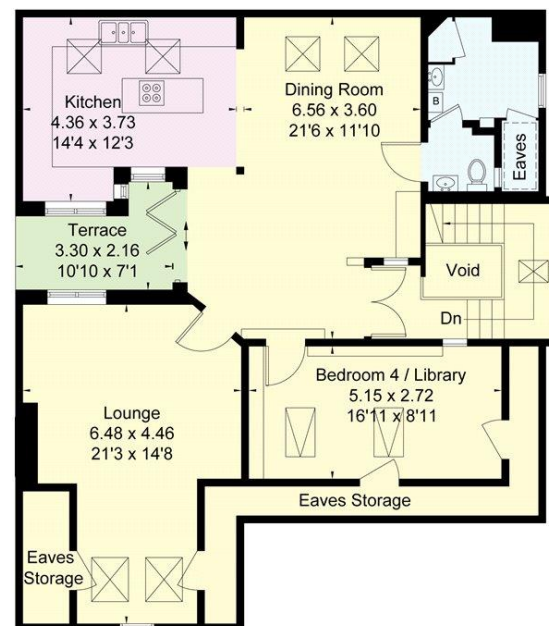 Kitchen
4.36 x 3.73
14'4 x 12'3
Dining Room
6.56 x 3.60
21'6 x 11'10
B
Eaves
Terrace
3.30 x 2.16
10'10 x 7'1
Void
Dn
Bedroom 4 / Library
5.15 x 2.72
16'11 x 8'11
Lounge
6.48 x 4.46
21'3 x 14'8
Eaves Storage
Eaves
Storage